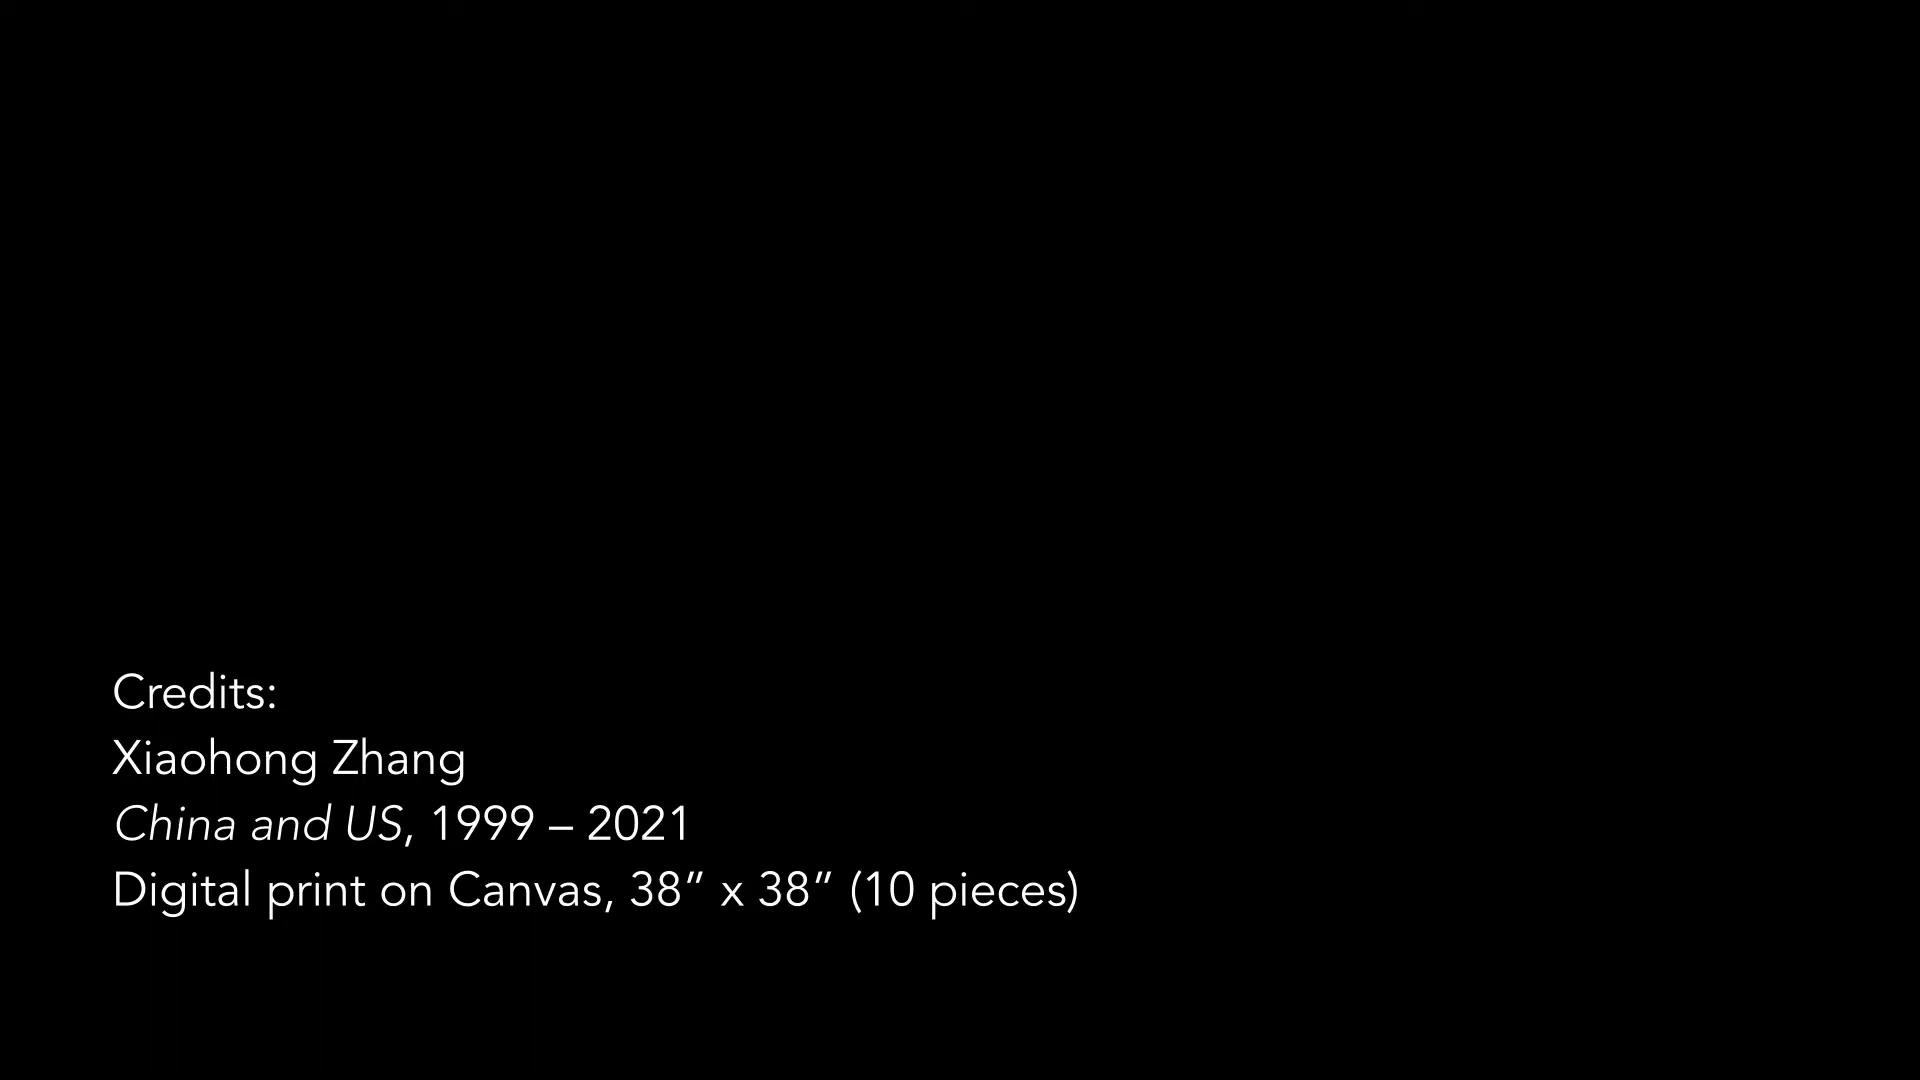 Credits:
Xiaohong Zhang
China and US, 1999 – 2021
Digital print on Canvas, 38” x 38” (10 pieces)